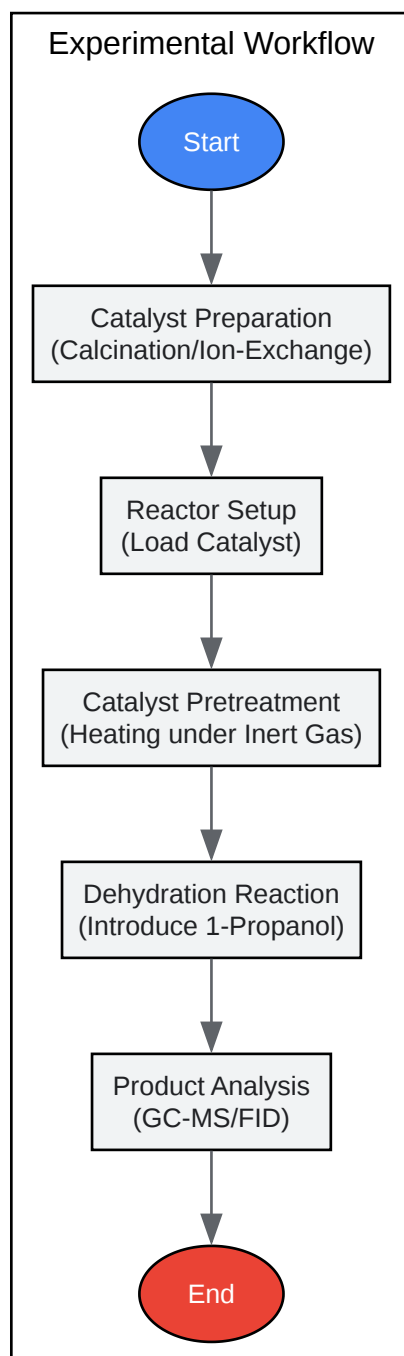 Experimental Workflow
Start
Catalyst Preparation
(Calcination/Ion-Exchange)
Reactor Setup
(Load Catalyst)
Catalyst Pretreatment
(Heating under Inert Gas)
Dehydration Reaction
(Introduce 1-Propanol)
Product Analysis
(GC-MS/FID)
End